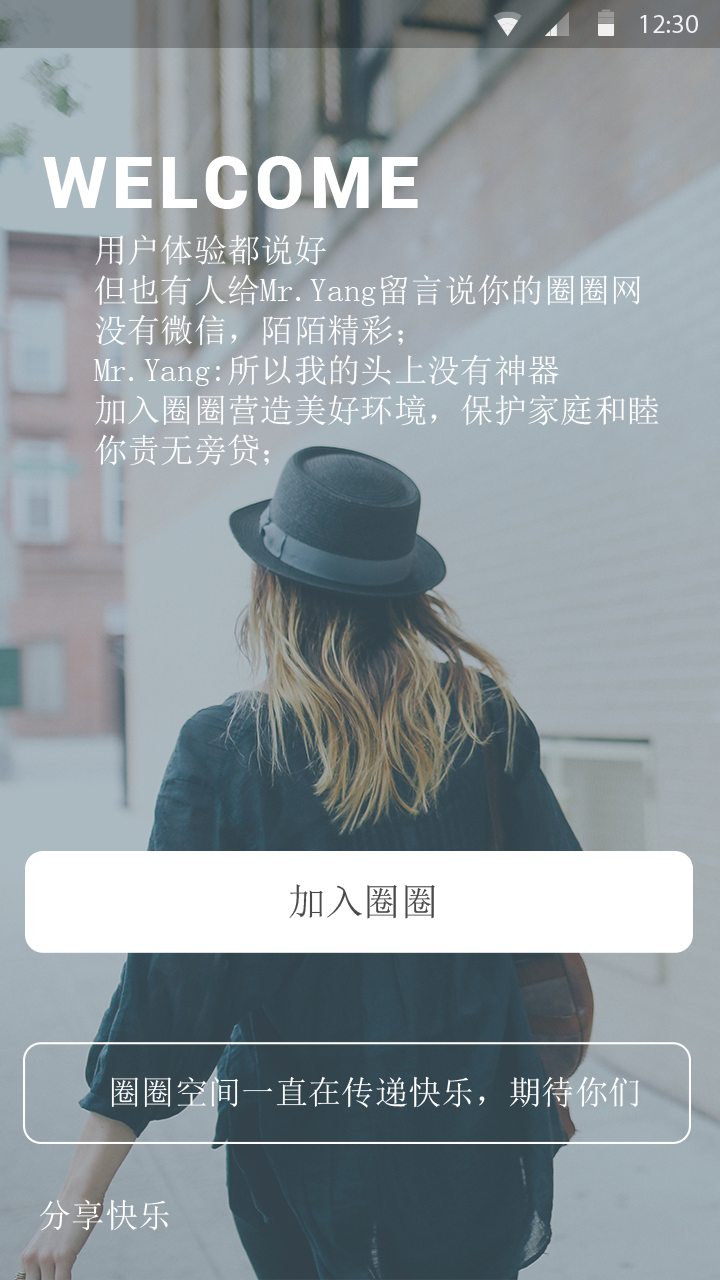 12:30
WELCOME
用户体验都说好
但也有人给Mr.Yang留言说你的圈圈网
没有微信，陌陌精彩；
Mr.Yang:所以我的头上没有神器
加入圈圈营造美好环境，保护家庭和睦
你责无旁贷；
加入圈圈
圈圈空间一直在传递快乐，期待你们
分享快乐